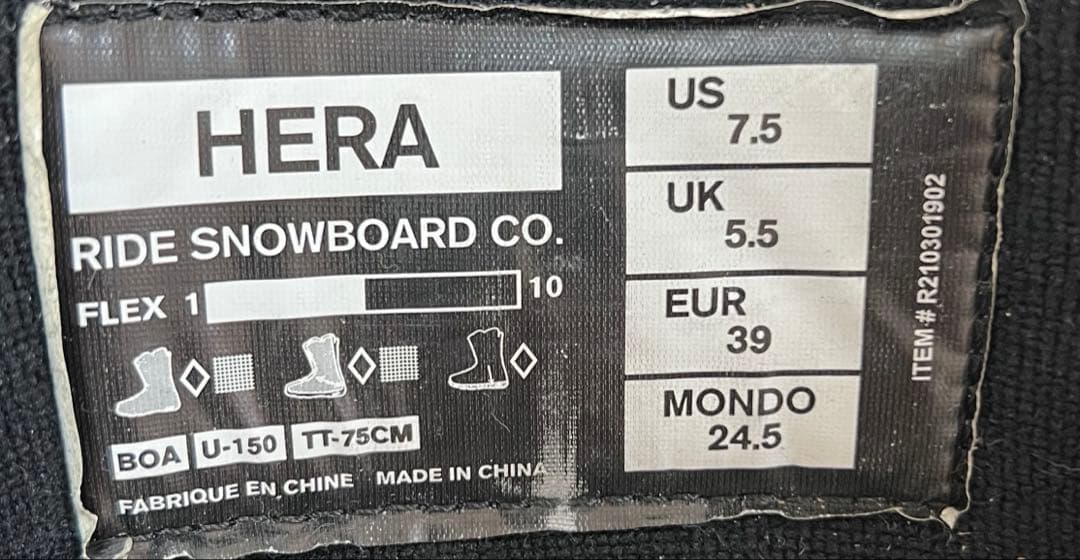 HERA
RIDE SNOWBOARD CO.
FLEX 1 10
BOA U-150 TT-75CM
FABRIQUE EN CHINE MADE IN CHINA
US
7.5
UK
5.5
EUR
39
MONDO
24.5
ITEM # R210301902